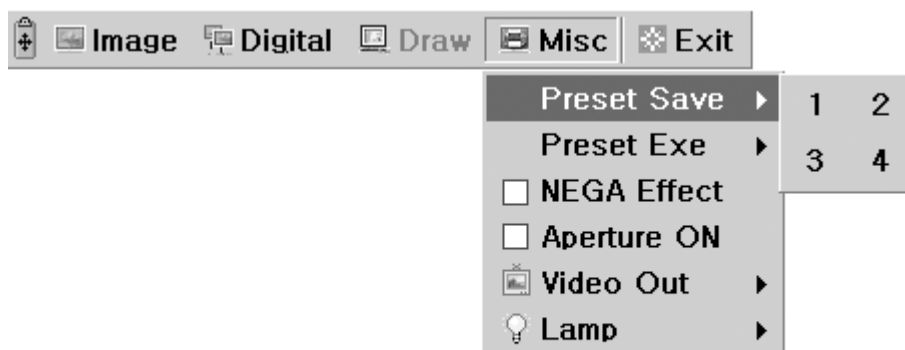 Image Digital Draw Misc Exit
Preset Save 1 2
Preset Exe 3 4
NEGA Effect
Aperture ON
Video Out
Lamp